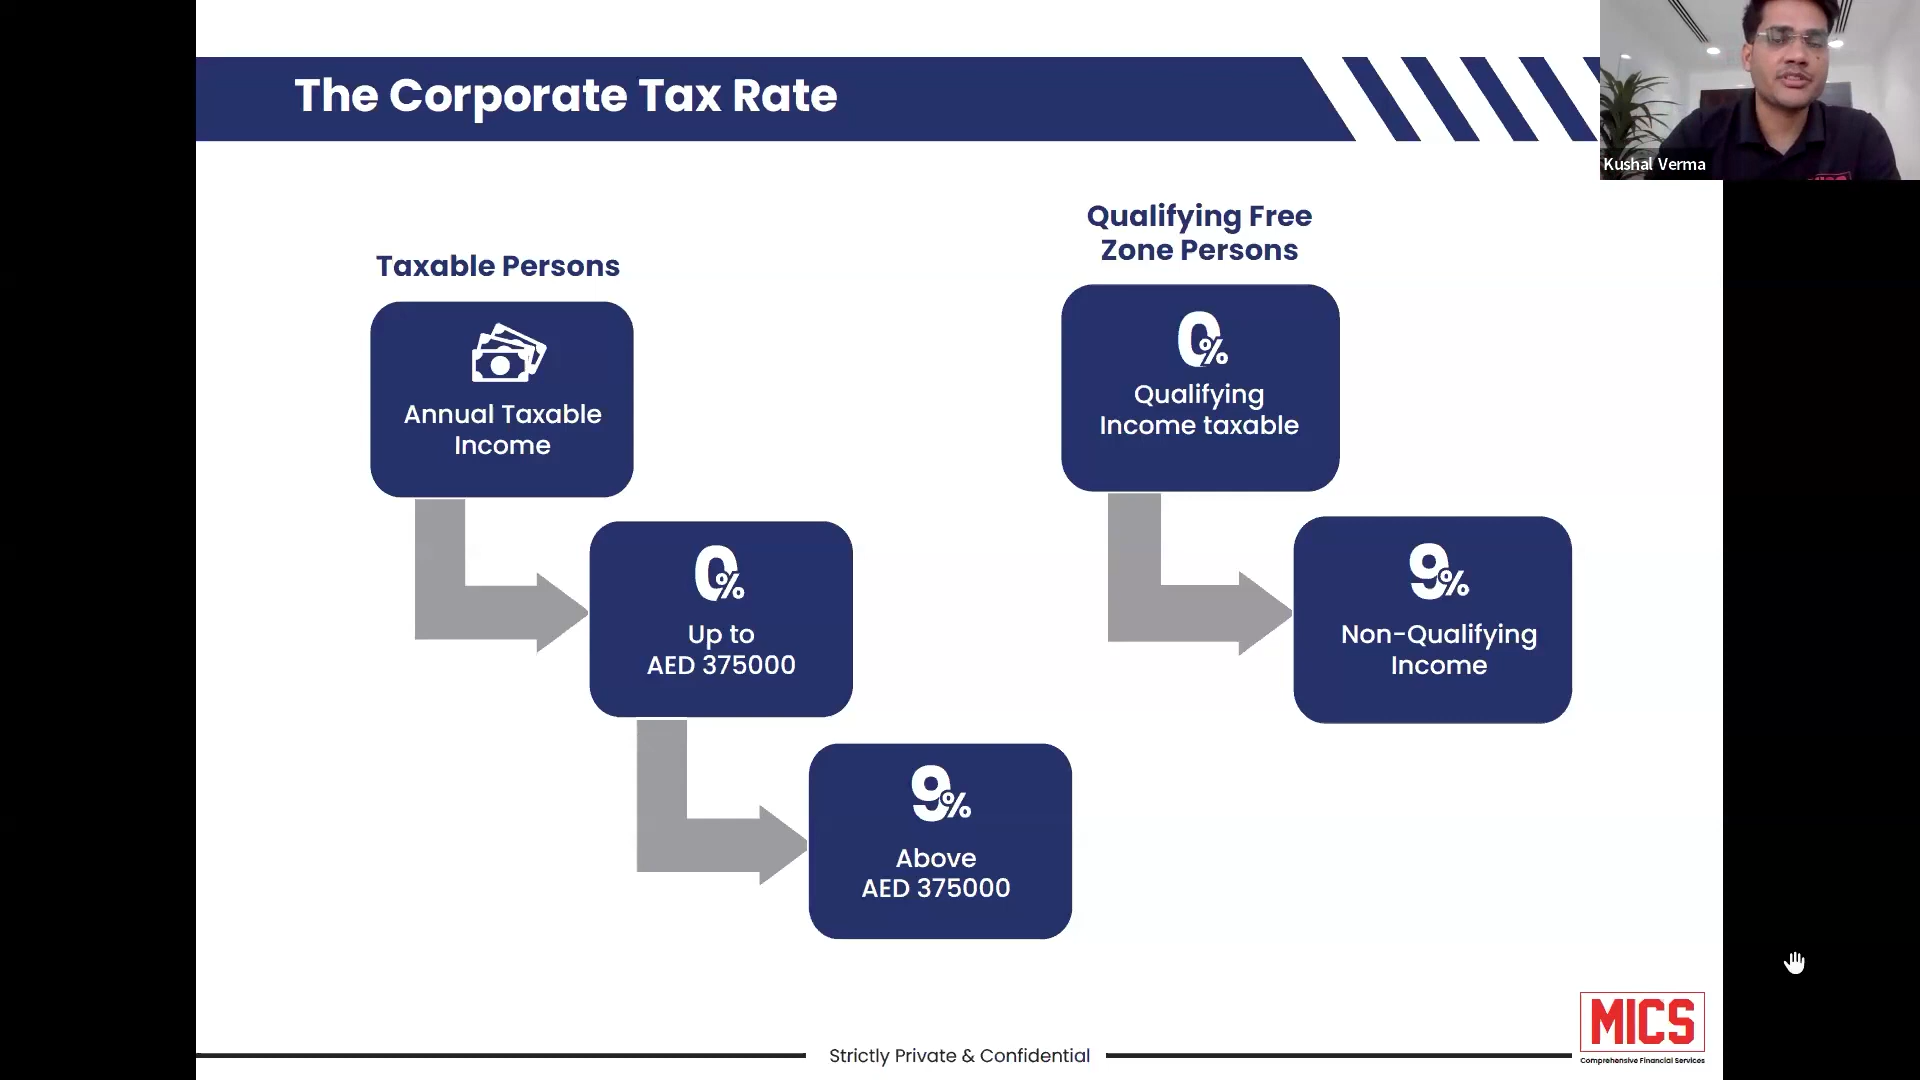 The Corporate Tax Rate
Kushal Verma
Taxable Persons
Annual Taxable
Income
0%
Up to
AED 375000
9%
Above
AED 375000
Qualifying Free
Zone Persons
0%
Qualifying
Income taxable
9%
Non-Qualifying
Income
Strictly Private & Confidential
MICS
Comprehensive Financial Services